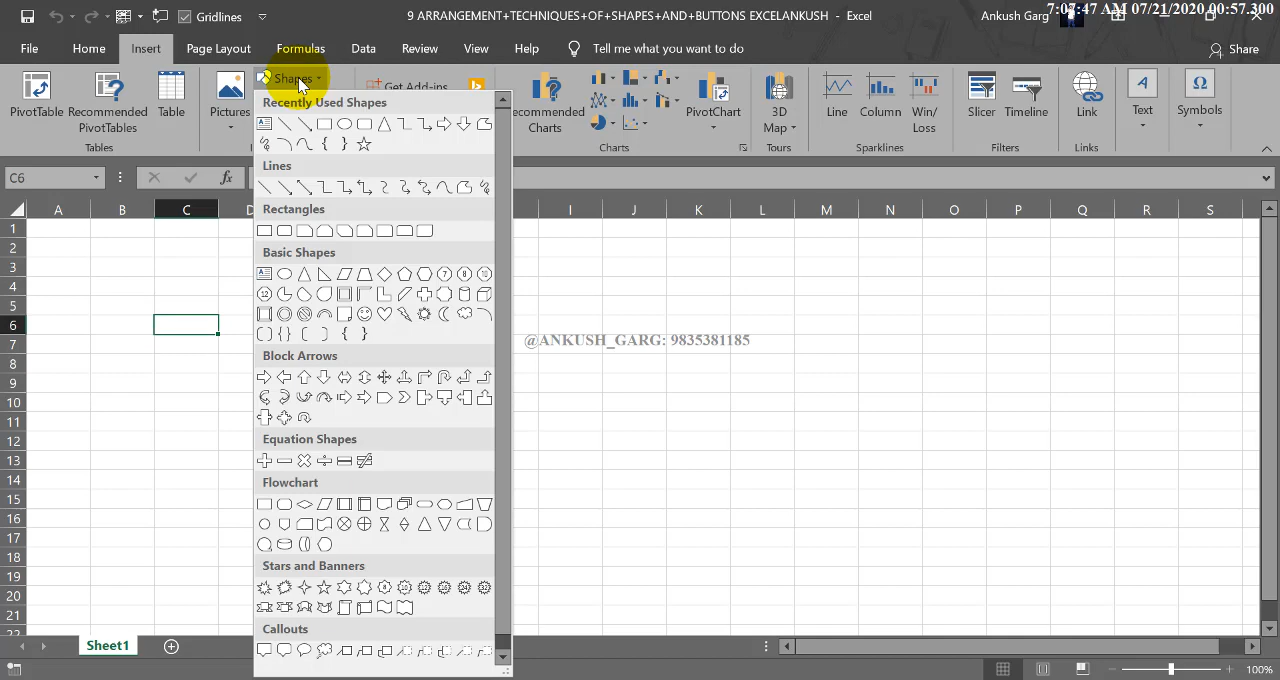 Gridlines
9 ARRANGEMENT+TECHNIQUES+OF+SHAPES+AND+BUTTONS EXCELANKUSH - Excel
Ankush Garg
7:07:47 AM 07/21/2020 00:57.300
File Home Insert Page Layout Formulas Data Review View Help Tell me what you want to do Share
PivotTable
Recommended
PivotTables
Table
Pictures
Shapes
Get Add-ins
ecommended
Charts
PivotChart
3D
Map
Line
Column
Win/
Loss
Slicer
Timeline
Link
Text
Symbols
Tables
Charts
Tours
Sparklines
Filters
Links
C6
fx
A B C D I J K L M N O P Q R S
1
2
3
4
5
6
7
8
9
10
11
12
13
14
15
16
17
18
19
20
21
22
Recently Used Shapes
Lines
Rectangles
Basic Shapes
Block Arrows
Equation Shapes
Flowchart
Stars and Banners
Callouts
@ANKUSH_GARG: 9835381185
Sheet1
100%